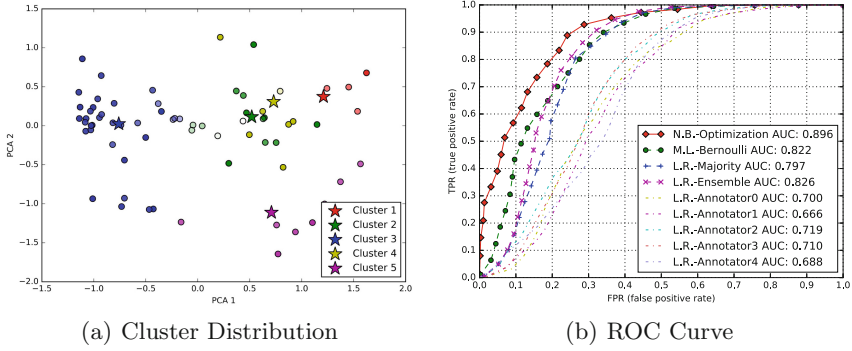 2.0
1.5
1.0
0.5
0.0
−0.5
−1.0
−1.5
−2.0
PCA 2
−1.5
−1.0
−0.5
0.0
0.5
1.0
1.5
2.0
PCA 1
Cluster 1
Cluster 2
Cluster 3
Cluster 4
Cluster 5
(a) Cluster Distribution
1.0
0.9
0.8
0.7
0.6
0.5
0.4
0.3
0.2
0.1
0.0
TPR (true positive rate)
0.0
0.1
0.2
0.3
0.4
0.5
0.6
0.7
0.8
0.9
1.0
FPR (false positive rate)
N.B.-Optimization AUC: 0.896
M.L.-Bernoulli AUC: 0.822
L.R.-Majority AUC: 0.797
L.R.-Ensemble AUC: 0.826
L.R.-Annotator0 AUC: 0.700
L.R.-Annotator1 AUC: 0.666
L.R.-Annotator2 AUC: 0.719
L.R.-Annotator3 AUC: 0.710
L.R.-Annotator4 AUC: 0.688
(b) ROC Curve